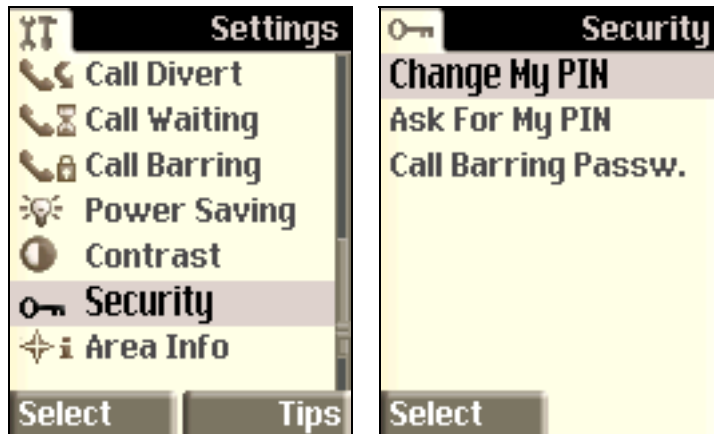 Settings
Call Divert
Call Waiting
Call Barring
Power Saving
Contrast
Security
Area Info
Select Tips
Security
Change My PIN
Ask For My PIN
Call Barring Passw.
Select